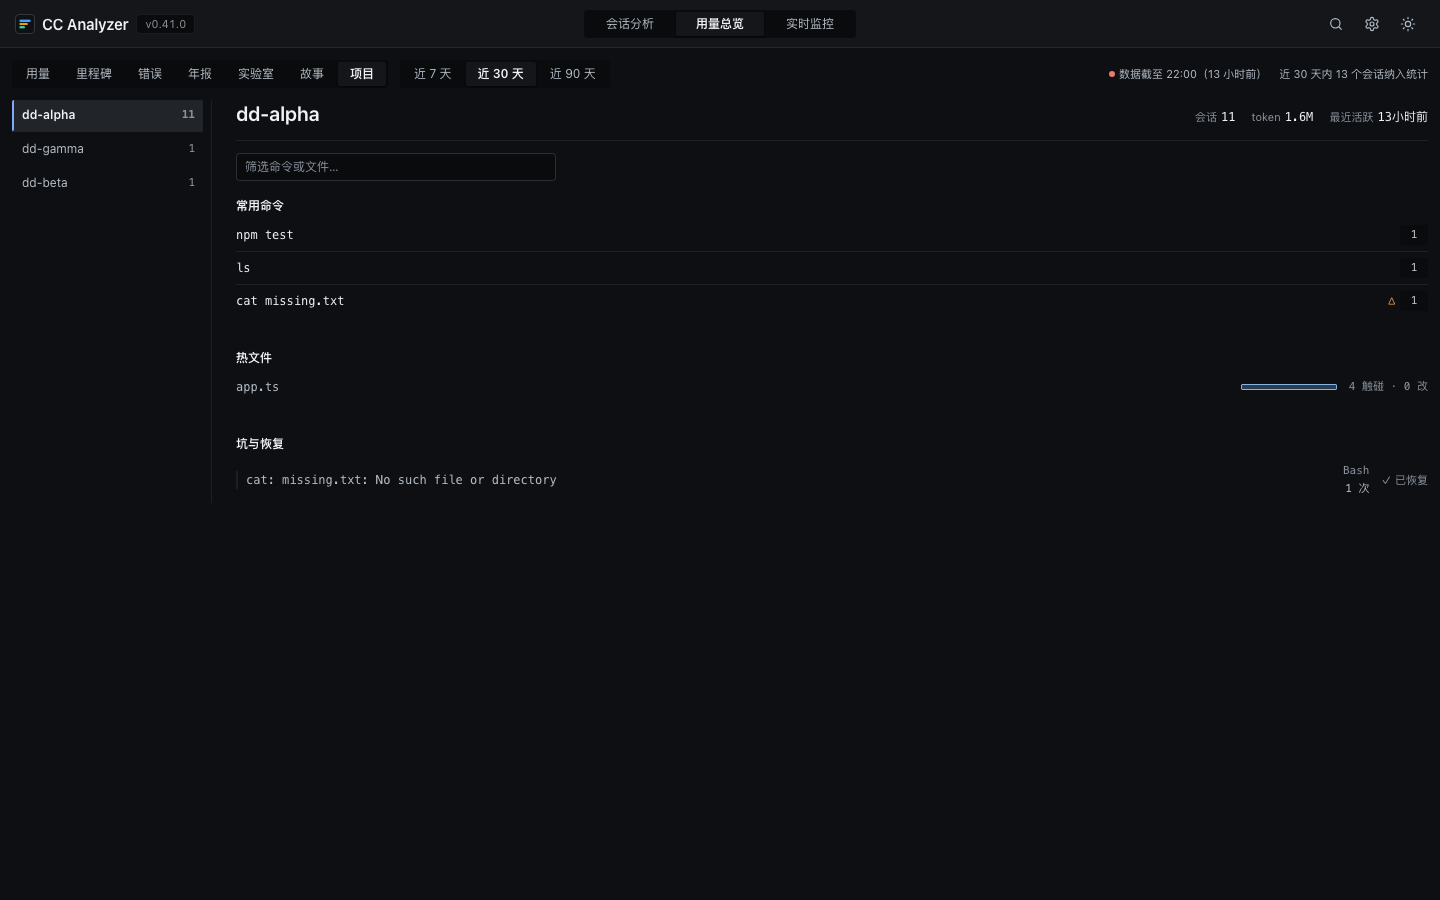 CC Analyzer v0.41.0 会话分析 用量总览 实时监控
用量 里程碑 错误 年报 实验室 故事 项目 近 7 天 近 30 天 近 90 天 数据截至 22:00 (13 小时前) 近 30 天内 13 个会话纳入统计
dd-alpha 11
dd-gamma 1
dd-beta 1
dd-alpha 会话 11 token 1.6M 最近活跃 13小时前
筛选命令或文件...
常用命令
npm test 1
ls 1
cat missing.txt △ 1
热文件
app.ts 4 触碰 · 0 改
坑与恢复
cat: missing.txt: No such file or directory Bash 1 次 ✓ 已恢复